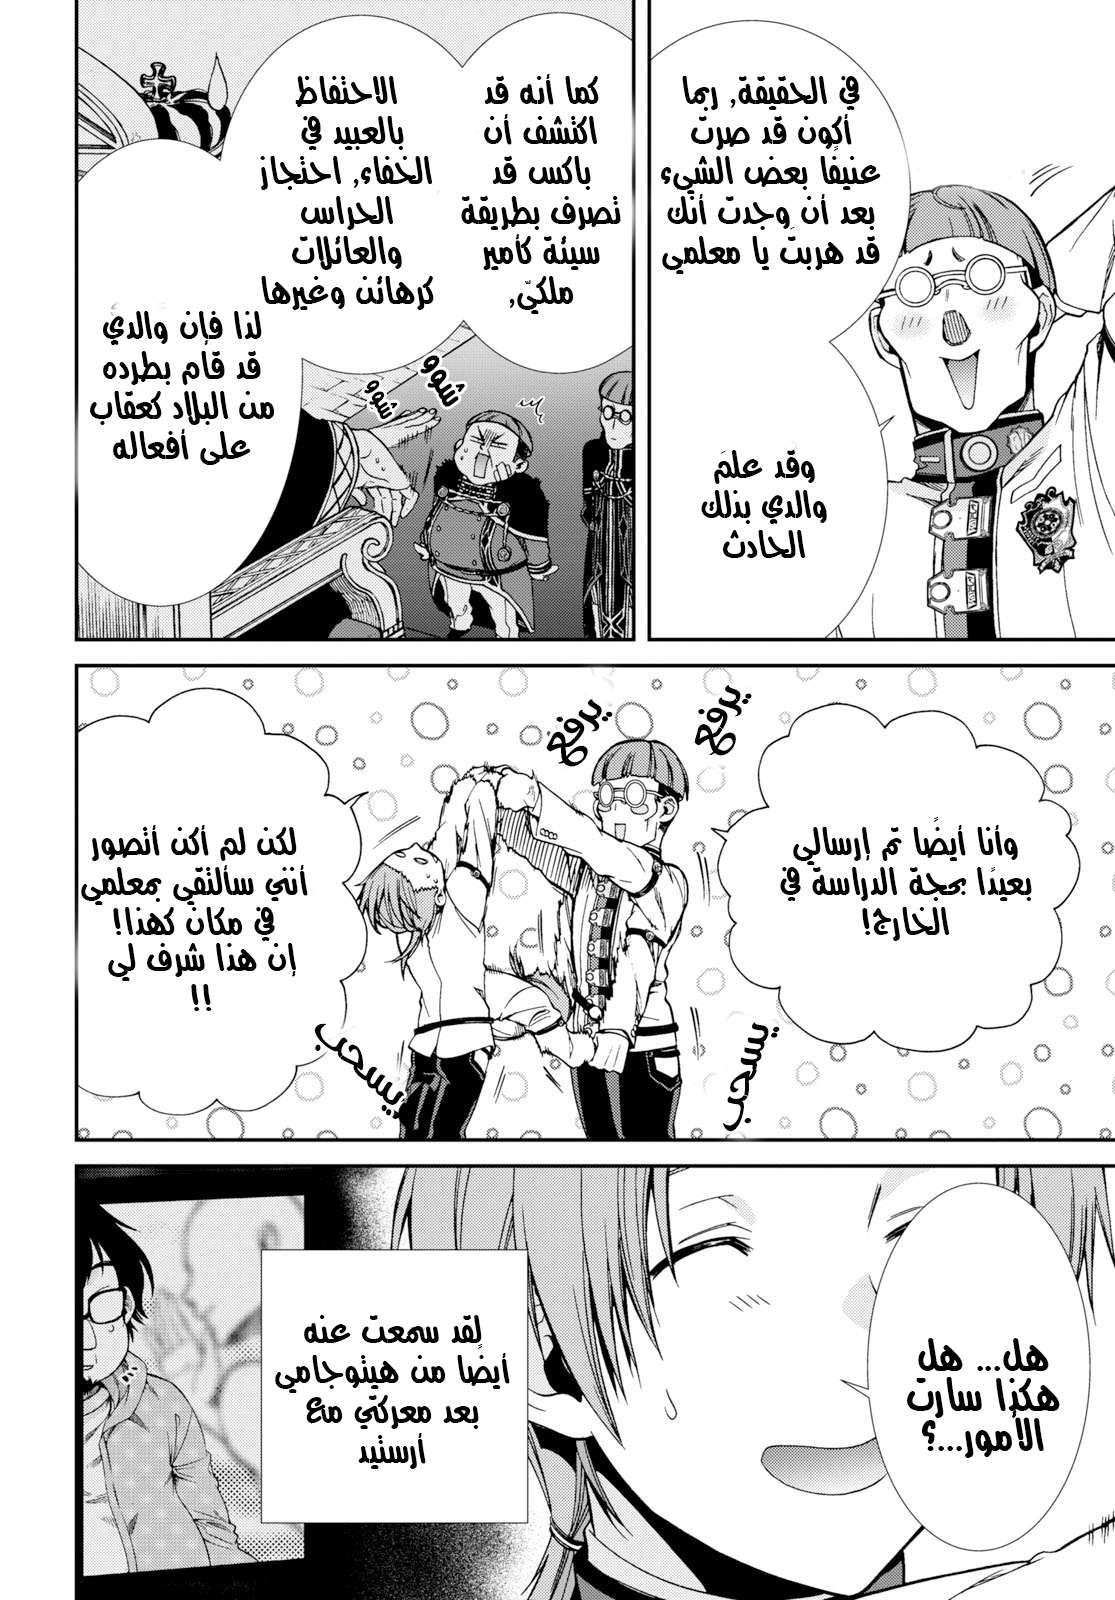 في الحقيقة, ربما
أكون قد صرت
عنيفًا بعض الشيء
بعد أن وجدت أنك
قد هربتَ يا معلمي
وقد علمَ
والدي بذلك
الحادث
كما أنه قد
اكتشف أن
باكس قد
تصرف بطريقة
سيئة كأمير
ملكيّ,
الاحتفاظ
بالعبيد في
الخفاء, احتجاز
الحراس
والعائلات
كرهائن وغيرها
لذا فإن والدي
قد قام بطرده
من البلاد كعقاب
على أفعاله
شوو
شوو
يرفع
يرفع
وأنا أيضًا تم إرسالي
بعيدًا بحجة الدراسة في
الخارج!
لكن لم أكن أتصور
أنني سألتقي بمعلمي
في مكان كهذا!
إن هذا شرف لي
!!
يسحب
يسحب
هل... هل
هكذا سارت
الأمور...؟
لقد سمعت عنه
أيضًا من هيتوجامي
بعد معركتي مع
أرستيد